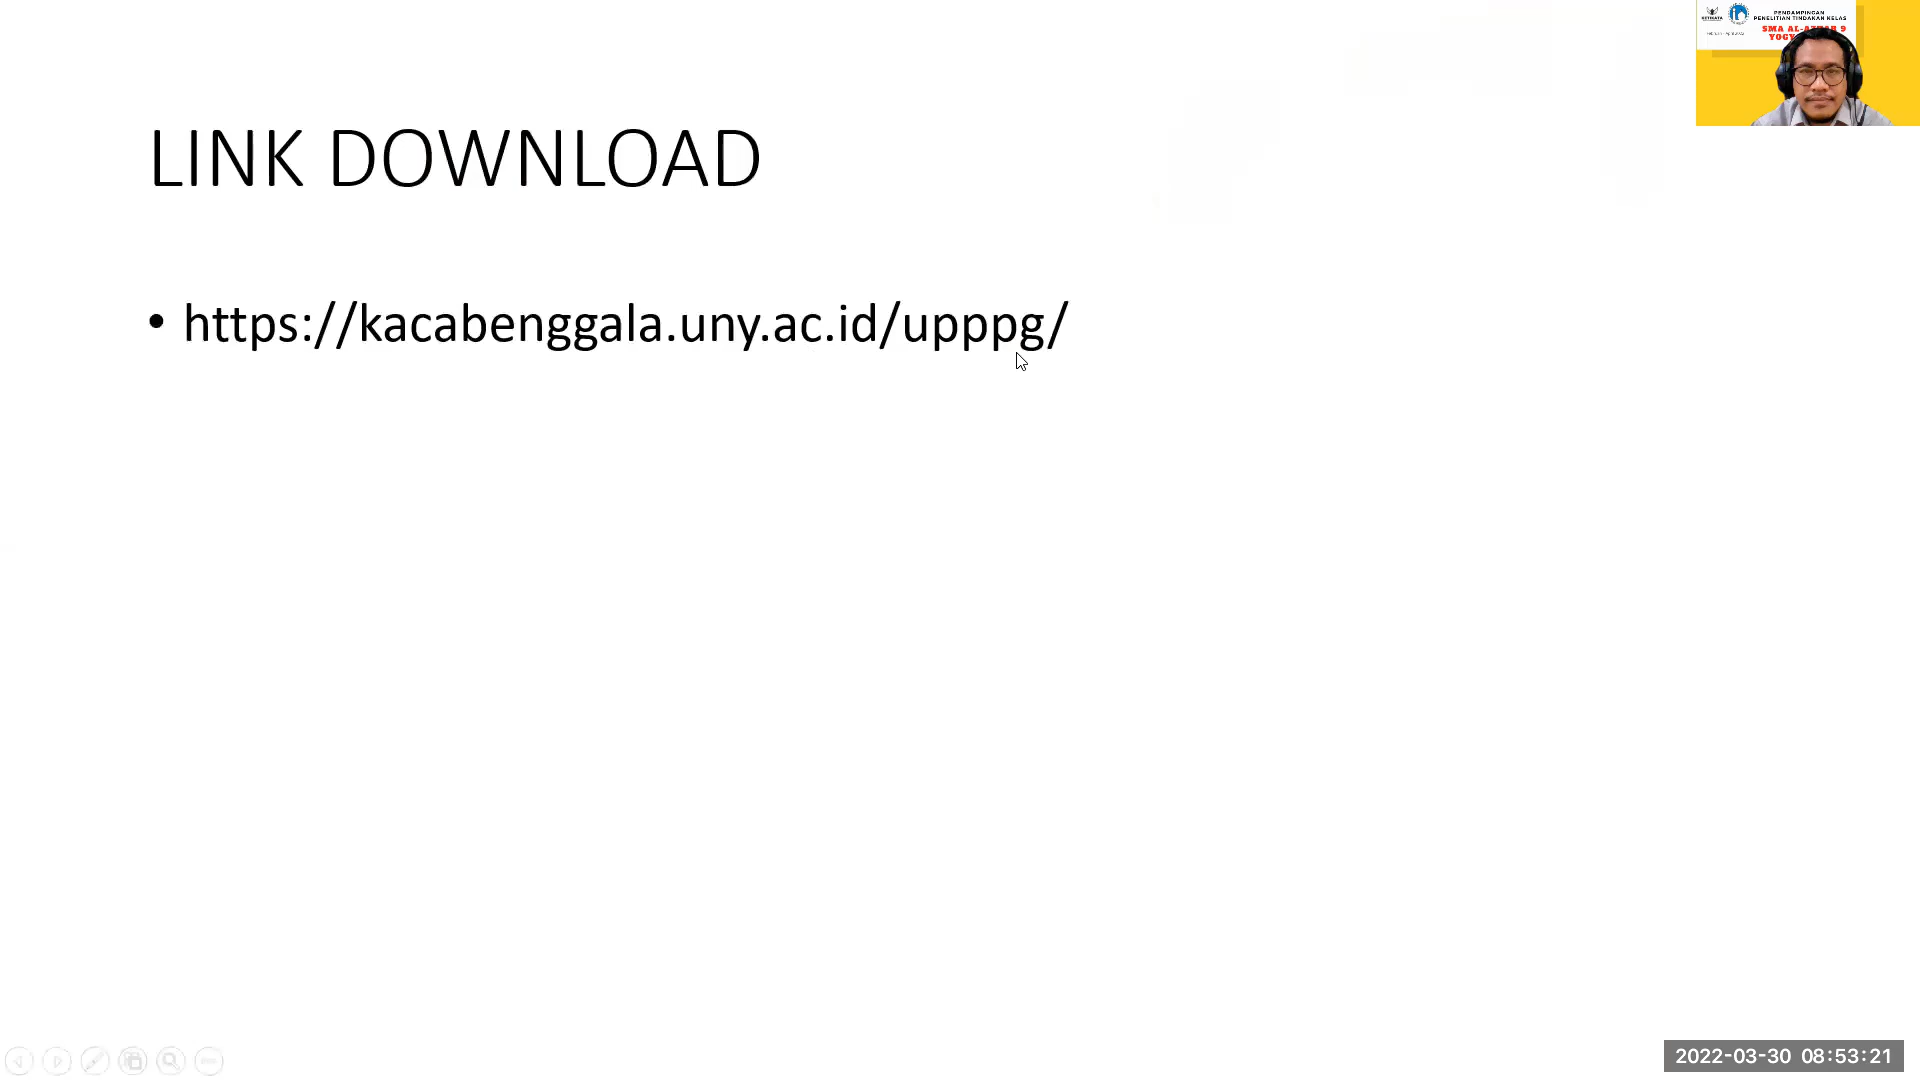 PENDAMPINGAN
PENELITIAN TINDAKAN KELAS
LINK DOWNLOAD
• https://kacabenggala.uny.ac.id/upppg/
2022-03-30 08:53:21